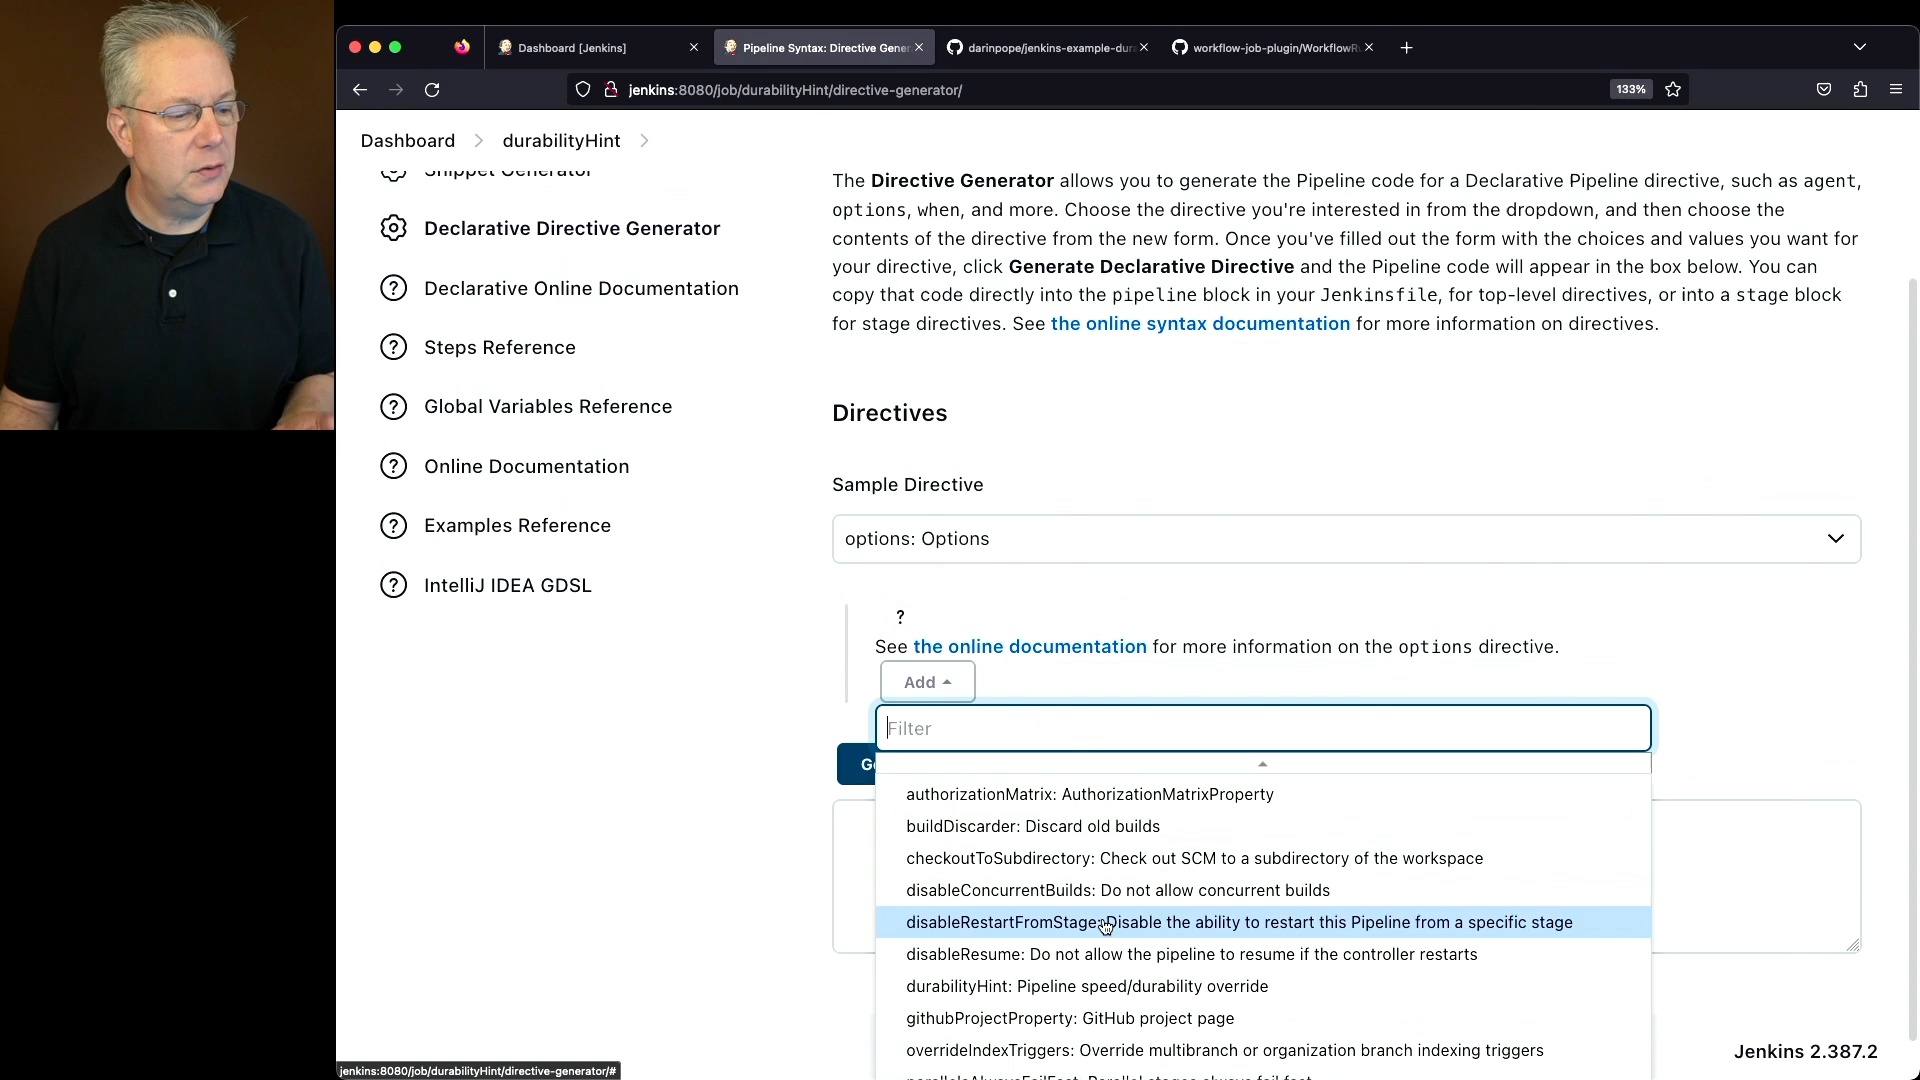 Dashboard [Jenkins]
Pipeline Syntax: Directive Gener
darinpope/jenkins-example-dur
workflow-job-plugin/WorkflowR
jenkins:8080/job/durabilityHint/directive-generator/
133%
Dashboard
durabilityHint
Snippet Generator
Declarative Directive Generator
Declarative Online Documentation
Steps Reference
Global Variables Reference
Online Documentation
Examples Reference
IntelliJ IDEA GDSL
The Directive Generator allows you to generate the Pipeline code for a Declarative Pipeline directive, such as agent,
options, when, and more. Choose the directive you're interested in from the dropdown, and then choose the
contents of the directive from the new form. Once you've filled out the form with the choices and values you want for
your directive, click Generate Declarative Directive and the Pipeline code will appear in the box below. You can
copy that code directly into the pipeline block in your Jenkinsfile, for top-level directives, or into a stage block
for stage directives. See the online syntax documentation for more information on directives.
Directives
Sample Directive
options: Options
?
See the online documentation for more information on the options directive.
Add
Filter
G
authorizationMatrix: AuthorizationMatrixProperty
buildDiscarder: Discard old builds
checkoutToSubdirectory: Check out SCM to a subdirectory of the workspace
disableConcurrentBuilds: Do not allow concurrent builds
disableRestartFromStage: Disable the ability to restart this Pipeline from a specific stage
disableResume: Do not allow the pipeline to resume if the controller restarts
durabilityHint: Pipeline speed/durability override
githubProjectProperty: GitHub project page
overrideIndexTriggers: Override multibranch or organization branch indexing triggers
parallelsAlwaysFailFast: Parallel stages always fail fast
Jenkins 2.387.2
jenkins:8080/job/durabilityHint/directive-generator/#